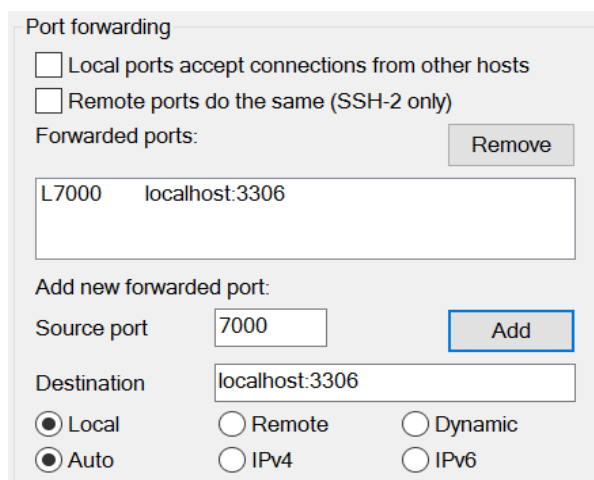 Port forwarding
Local ports accept connections from other hosts
Remote ports do the same (SSH-2 only)
Forwarded ports:
Remove
L7000 localhost:3306
Add new forwarded port:
Source port 7000 Add
Destination localhost:3306
Local Remote Dynamic
Auto IPv4 IPv6